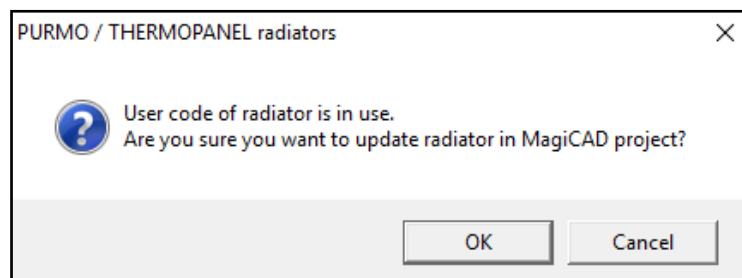 PURMO / THERMOPANEL radiators
User code of radiator is in use.
Are you sure you want to update radiator in MagiCAD project?
OK
Cancel